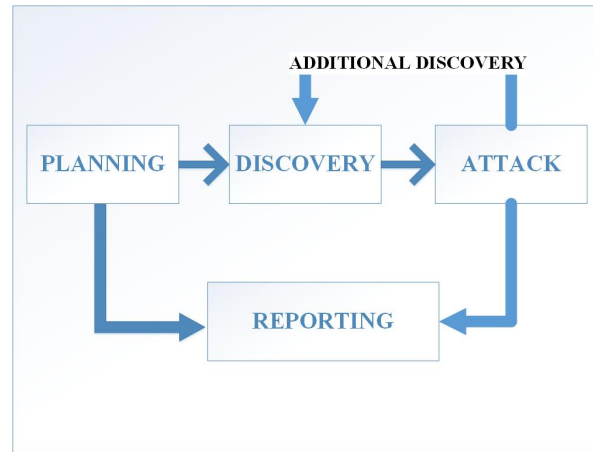 ADDITIONAL DISCOVERY
PLANNING
DISCOVERY
ATTACK
REPORTING